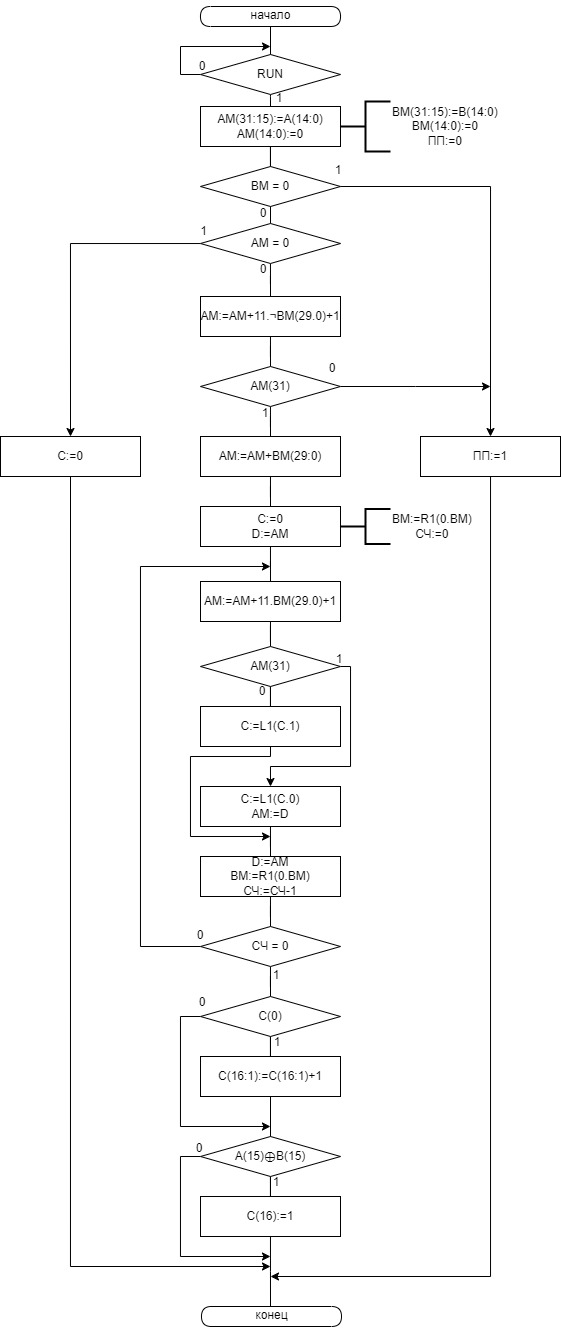 начало
0
RUN
1
AM(31:15):=A(14:0)
AM(14:0):=0
BM(31:15):=B(14:0)
BM(14:0):=0
ПП:=0
1
BM = 0
0
1
AM = 0
0
AM:=AM+11.¬BM(29.0)+1
0
AM(31)
1
C:=0
AM:=AM+BM(29:0)
ПП:=1
C:=0
D:=AM
BM:=R1(0.BM)
СЧ:=0
AM:=AM+11.BM(29.0)+1
1
AM(31)
0
C:=L1(C.1)
C:=L1(C.0)
AM:=D
D:=AM
BM:=R1(0.BM)
СЧ:=СЧ-1
0
СЧ = 0
1
0
C(0)
1
C(16:1):=C(16:1)+1
0
A(15)⊕B(15)
1
C(16):=1
конец